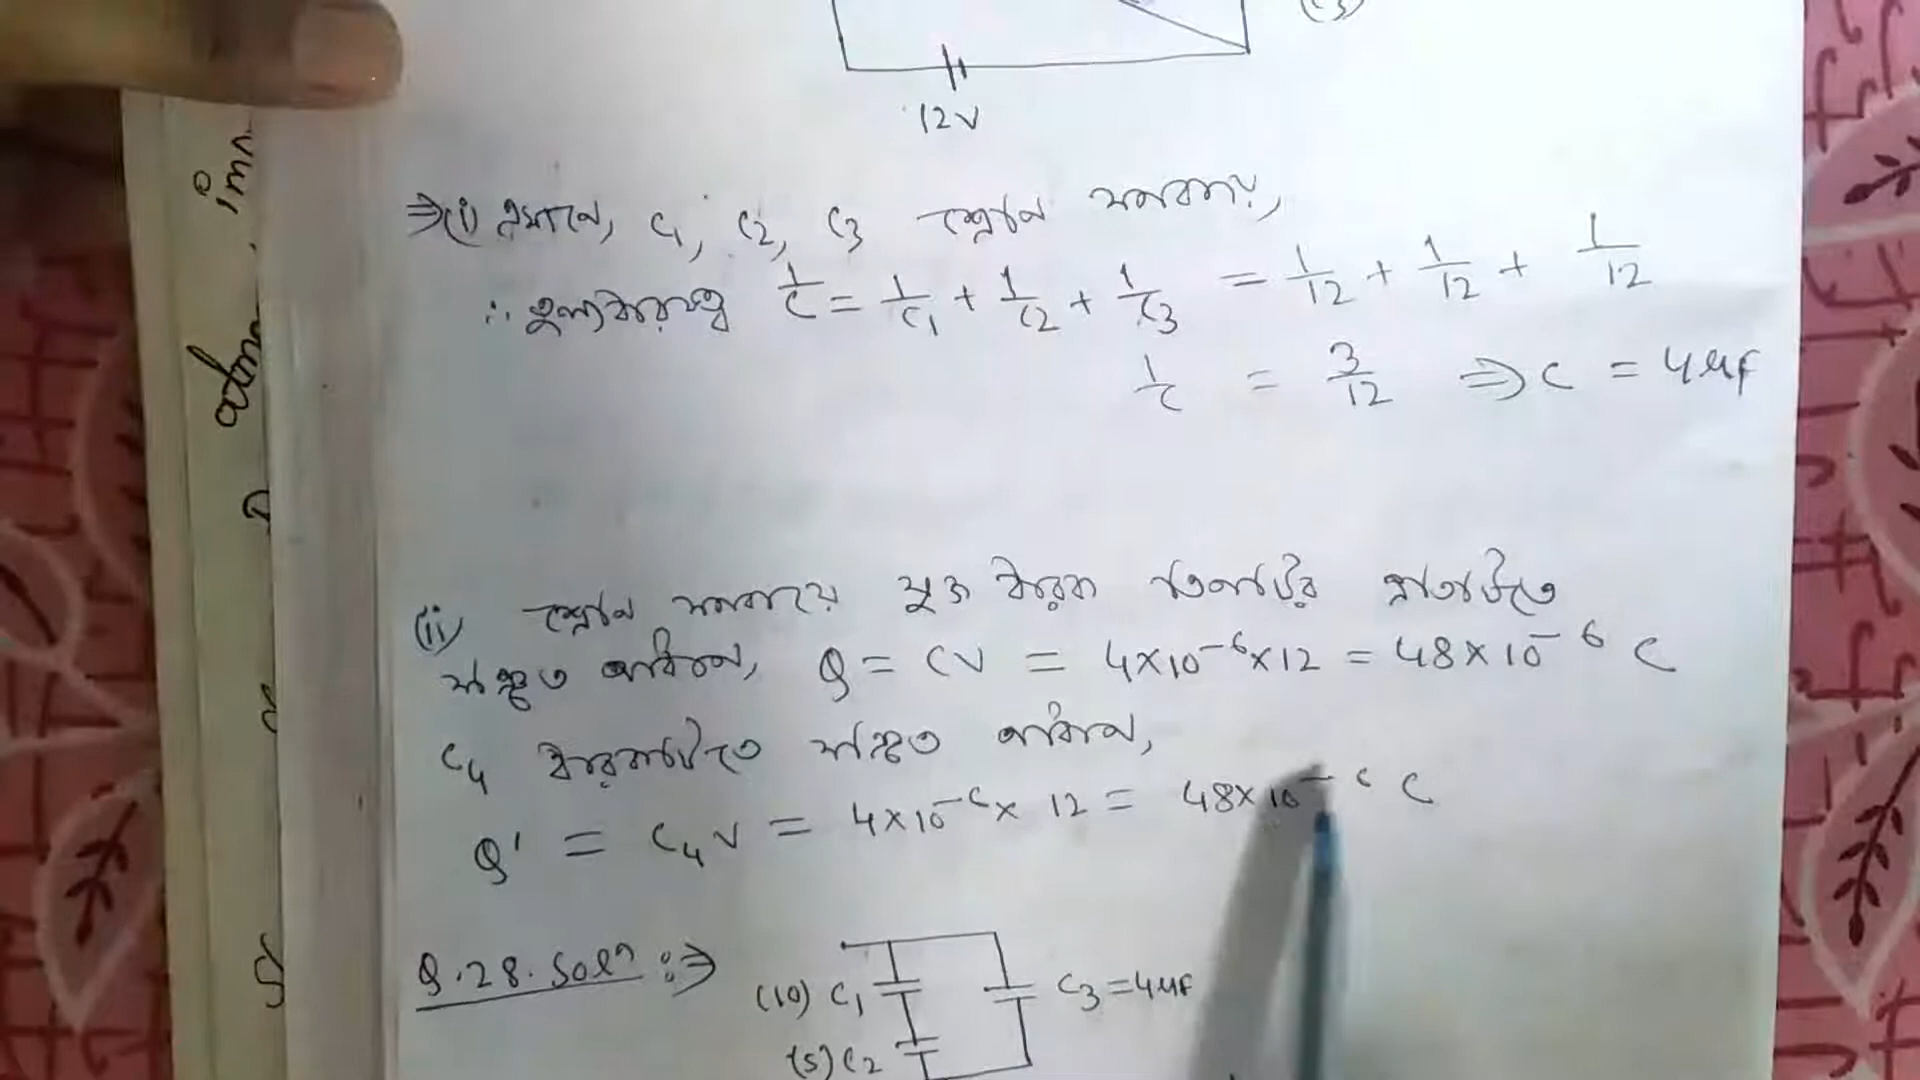 (C3)
12V
⇒(i) এখানে, C1, C2, C3 শ্রেণি সমবায়,
∴ তুল্যধারকত্ব 1/C = 1/C1 + 1/C2 + 1/C3 = 1/12 + 1/12 + 1/12
1/C = 3/12 ⇒ C = 4μF
(ii) শ্রেণি সমবায়ে যুক্ত ধারক তিনটির প্রতিটিতে
সঞ্চিত আধান, Q = CV = 4×10⁻⁶×12 = 48×10⁻⁶ C
C4 ধারকটিতে সঞ্চিত আধান,
Q' = C4V = 4×10⁻⁶× 12 = 48×10⁻⁶ C
Q.28. Solⁿ :⇒
(10) C1 C3=4μF
(5) C2